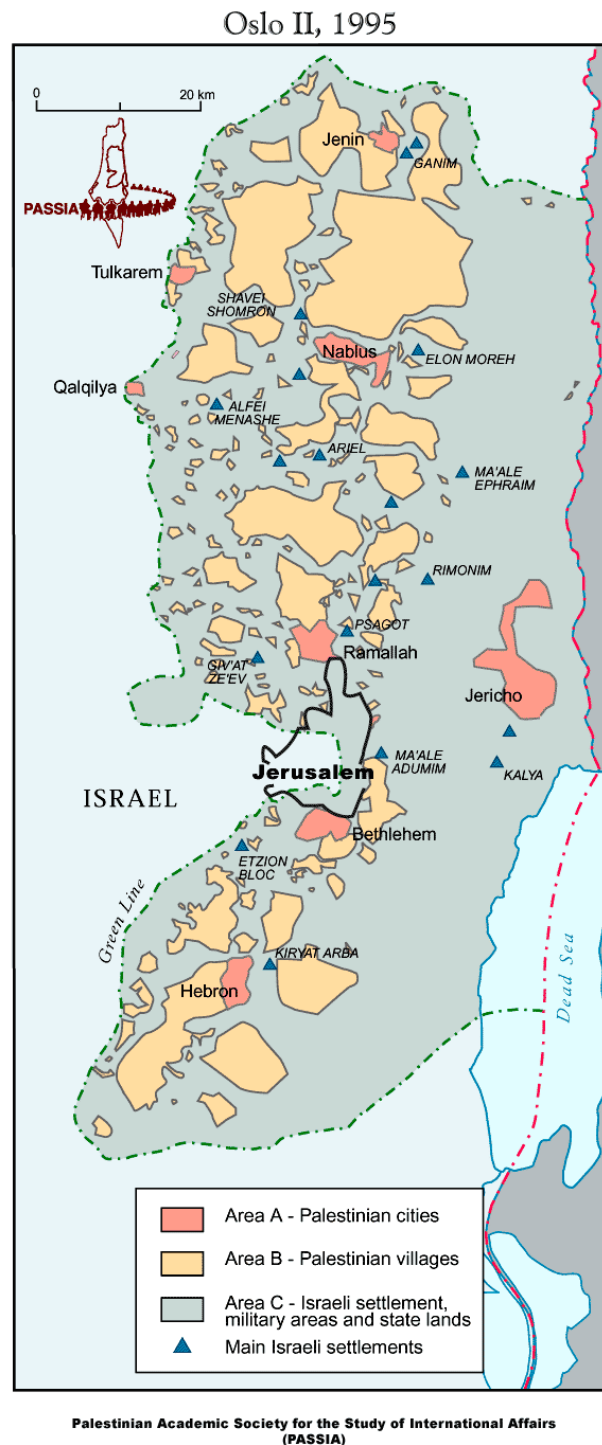 Oslo II, 1995
0 20 km
PASSIA
Jenin
GANIM
Tulkarem
SHAVEI
SHOMRON
Nablus
ELON MOREH
Qalqilya
ALFEI
MENASHE
ARIEL
MA'ALE
EPHRAIM
RIMONIM
PSAGOT
Ramallah
GIV'AT
ZE'EV
Jericho
Jerusalem
MA'ALE
ADUMIM
KALYA
ISRAEL
Bethlehem
ETZION
BLOC
Green Line
KIRYAT ARBA
Hebron
Dead Sea
Area A - Palestinian cities
Area B - Palestinian villages
Area C - Israeli settlement,
military areas and state lands
Main Israeli settlements
Palestinian Academic Society for the Study of International Affairs
(PASSIA)